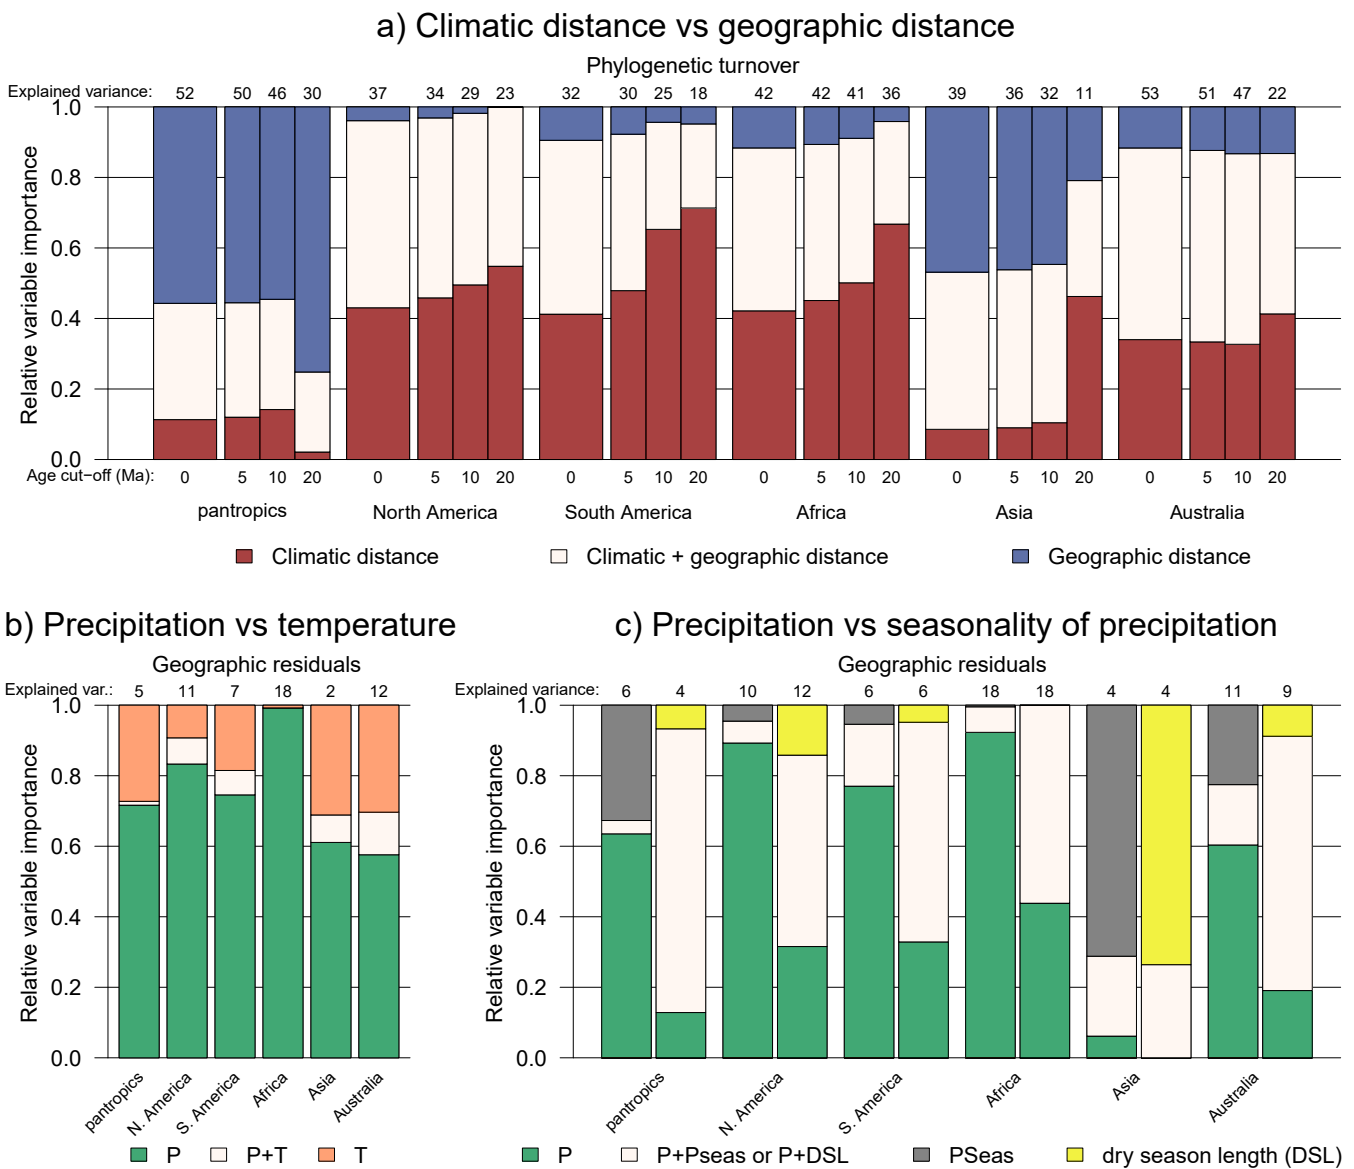 a) Climatic distance vs geographic distance
Phylogenetic turnover
Explained variance: 52 50 46 30 37 34 29 23 32 30 25 18 42 42 41 36 39 36 32 11 53 51 47 22
1.0
0.8
0.6
0.4
0.2
0.0
Relative variable importance
Age cut−off (Ma): 0 5 10 20 0 5 10 20 0 5 10 20 0 5 10 20 0 5 10 20 0 5 10 20
pantropics North America South America Africa Asia Australia
Climatic distance Climatic + geographic distance Geographic distance
b) Precipitation vs temperature
Geographic residuals
Explained var.: 5 11 7 18 2 12
1.0
0.8
0.6
0.4
0.2
0.0
Relative variable importance
pantropics N. America S. America Africa Asia Australia
P P+T T
c) Precipitation vs seasonality of precipitation
Geographic residuals
Explained variance: 6 4 10 12 6 6 18 18 4 4 11 9
1.0
0.8
0.6
0.4
0.2
0.0
Relative variable importance
pantropics N. America S. America Africa Asia Australia
P P+Pseas or P+DSL PSeas dry season length (DSL)